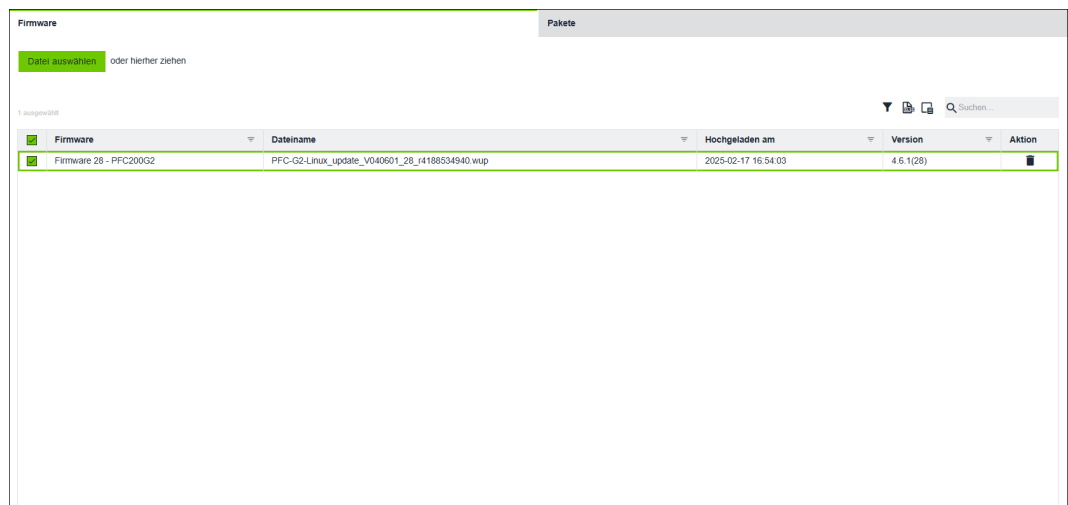 Firmware Pakete
Datei auswählen oder hierher ziehen
1 ausgewählt Suchen...
Firmware Dateiname Hochgeladen am Version Aktion
Firmware 28 - PFC200G2 PFC-G2-Linux_update_V040601_28_r4188534940.wup 2025-02-17 16:54:03 4.6.1(28)